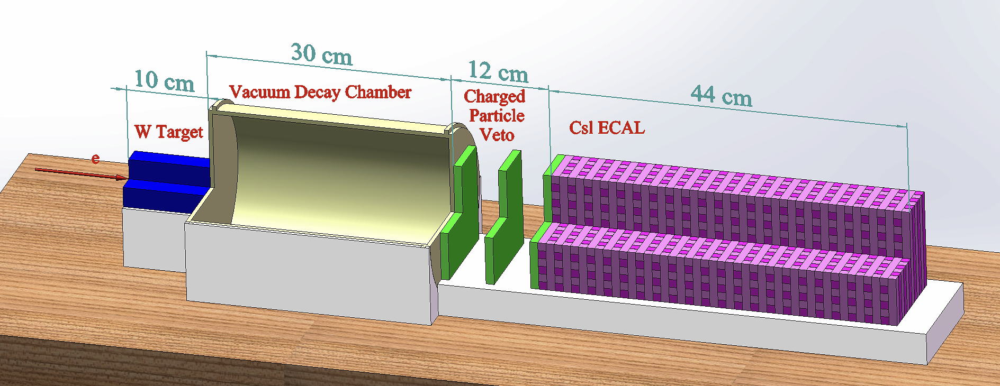 10 cm
30 cm
12 cm
44 cm
W Target
Vacuum Decay Chamber
Charged
Particle
Veto
CsI ECAL
e